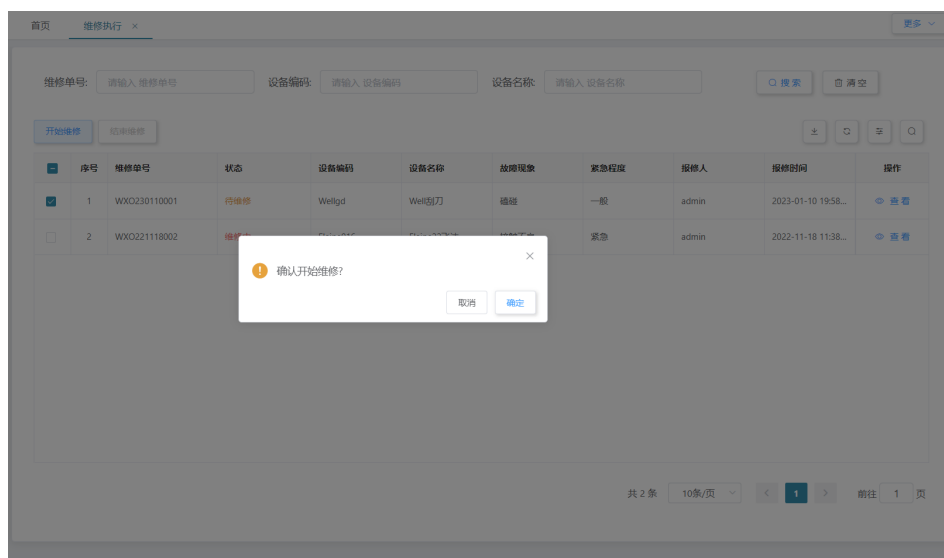 首页 维修执行 × 更多
维修单号: 请输入 维修单号 设备编码: 请输入 设备编码 设备名称: 请输入 设备名称 搜索 清空
开始维修 结束维修
序号 维修单号 状态 设备编码 设备名称 故障现象 紧急程度 报修人 报修时间 操作
1 WXO230110001 待维修 Wellgd Well刮刀 磕碰 一般 admin 2023-01-10 19:58... 查看
2 WXO221118002 紧急 admin 2022-11-18 11:38... 查看
确认开始维修?
取消 确定
共 2 条 10条/页 1 前往 1 页